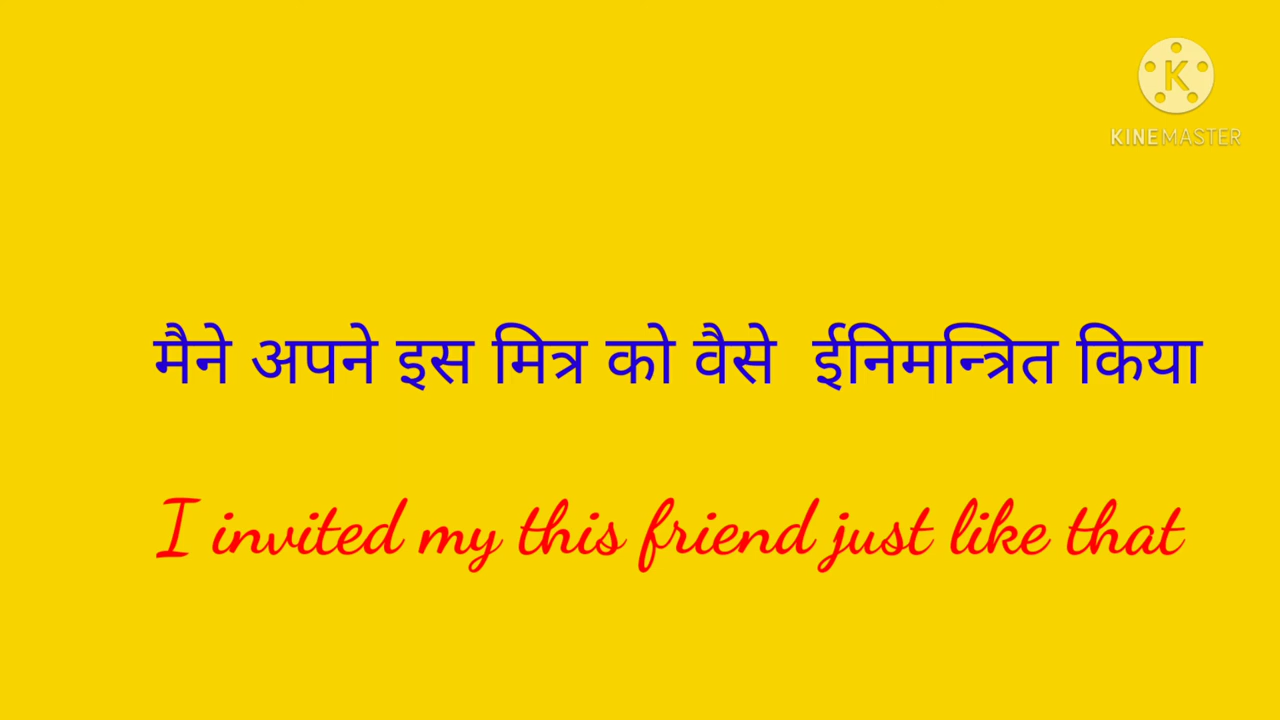 K
KINEMASTER
मैने अपने इस मित्र को वैसे ईनिमन्त्रित किया
I invited my this friend just like that